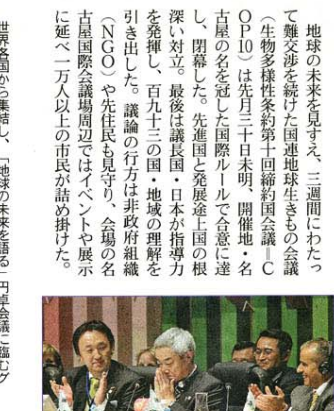 地球の未来を見すえ、三週間にわたっ
て難交渉を続けた国連地球生きもの会議
（生物多様性条約第十回締約国会議＝C
OP10）は先月三十日未明、開催地・名
古屋の名を冠した国際ルールで合意に達
し、閉幕した。先進国と発展途上国の根
深い対立。最後は議長国・日本が指導力
を発揮し、百九十三の国・地域の理解を
引き出した。議論の行方は非政府組織
（NGO）や先住民も見守り、会場の名
古屋国際会議場周辺ではイベントや展示
に延べ一万人以上の市民が詰め掛けた。
世界各国から集結し、「地球の未来を語る」円卓会議に臨むグ